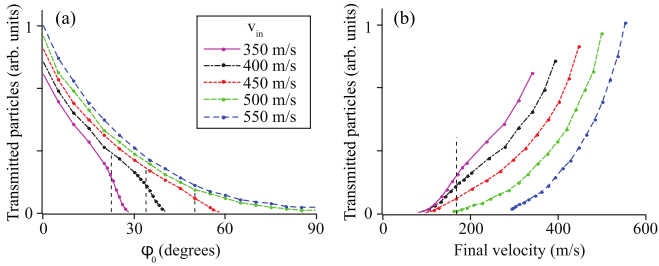 (a)
v_in
350 m/s
400 m/s
450 m/s
500 m/s
550 m/s
Transmitted particles (arb. units)
1
0
0
30
60
90
φ₀ (degrees)
(b)
Transmitted particles (arb. units)
1
0
0
200
400
600
Final velocity (m/s)